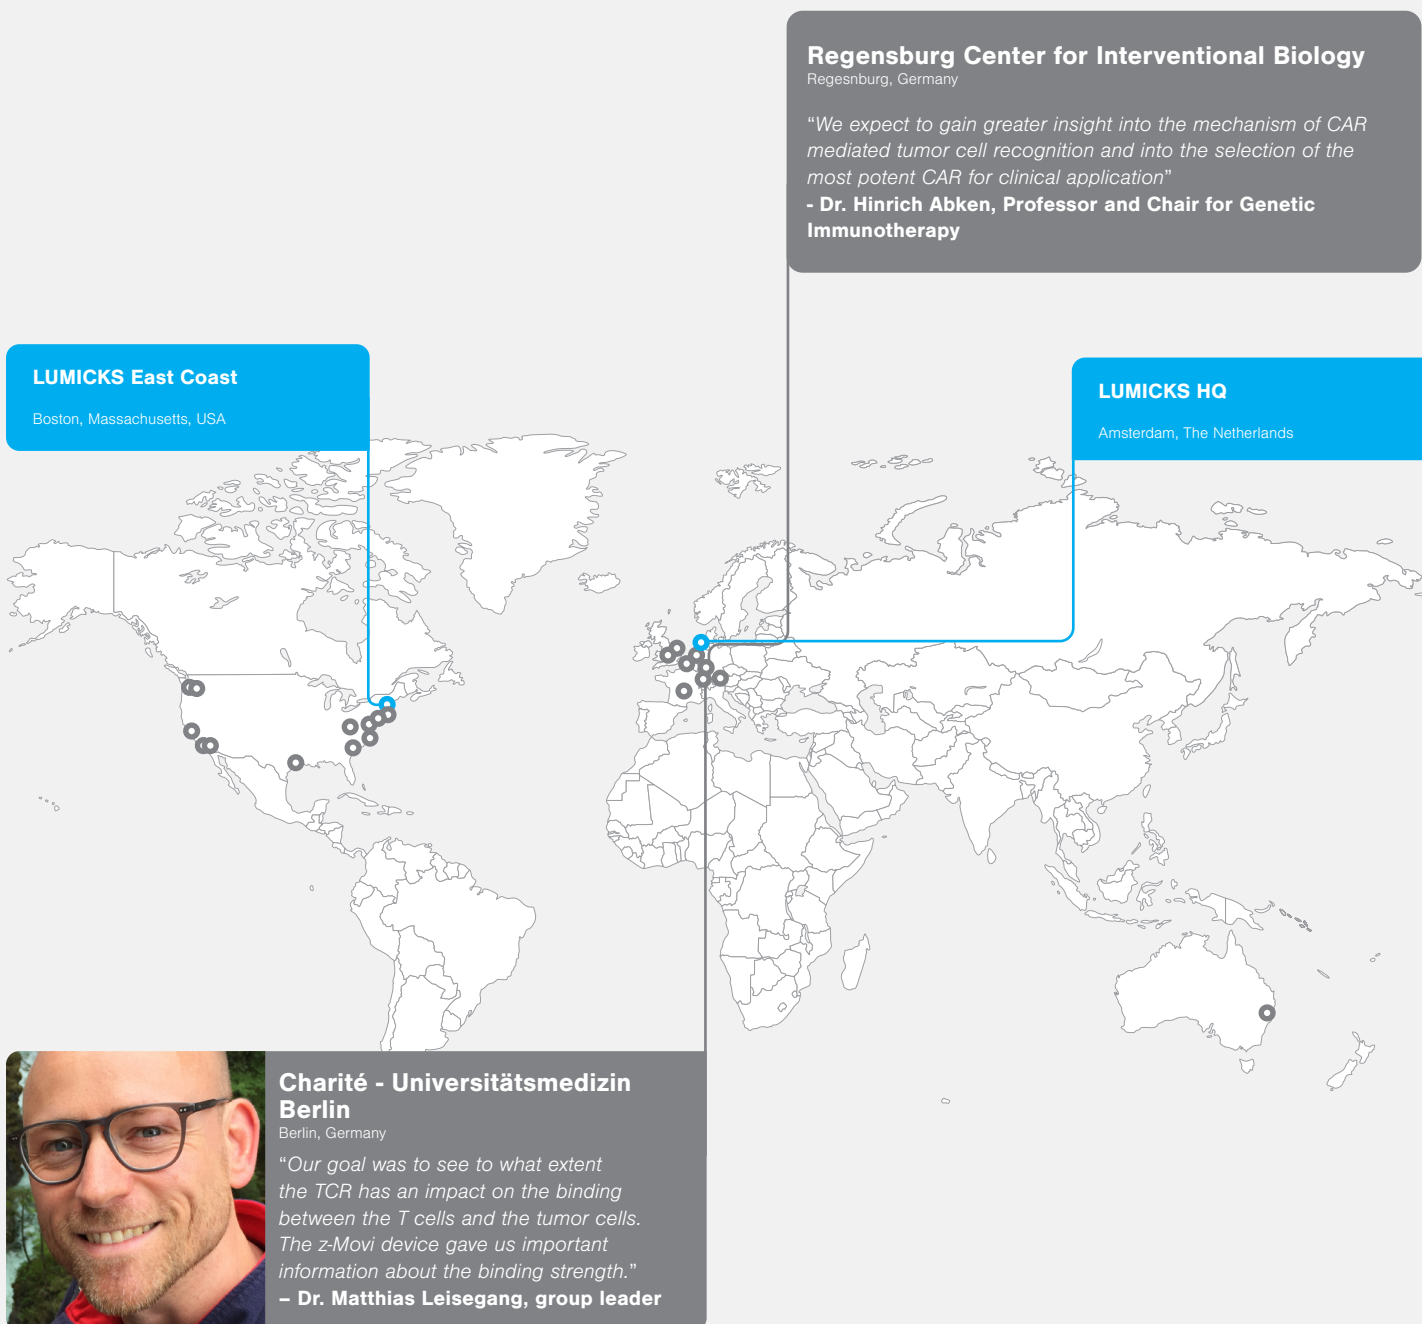 Regensburg Center for Interventional Biology
Regesnburg, Germany
“We expect to gain greater insight into the mechanism of CAR
mediated tumor cell recognition and into the selection of the
most potent CAR for clinical application”
- Dr. Hinrich Abken, Professor and Chair for Genetic
Immunotherapy
LUMICKS East Coast
Boston, Massachusetts, USA
LUMICKS HQ
Amsterdam, The Netherlands
Charité - Universitätsmedizin
Berlin
Berlin, Germany
“Our goal was to see to what extent
the TCR has an impact on the binding
between the T cells and the tumor cells.
The z-Movi device gave us important
information about the binding strength.”
– Dr. Matthias Leisegang, group leader